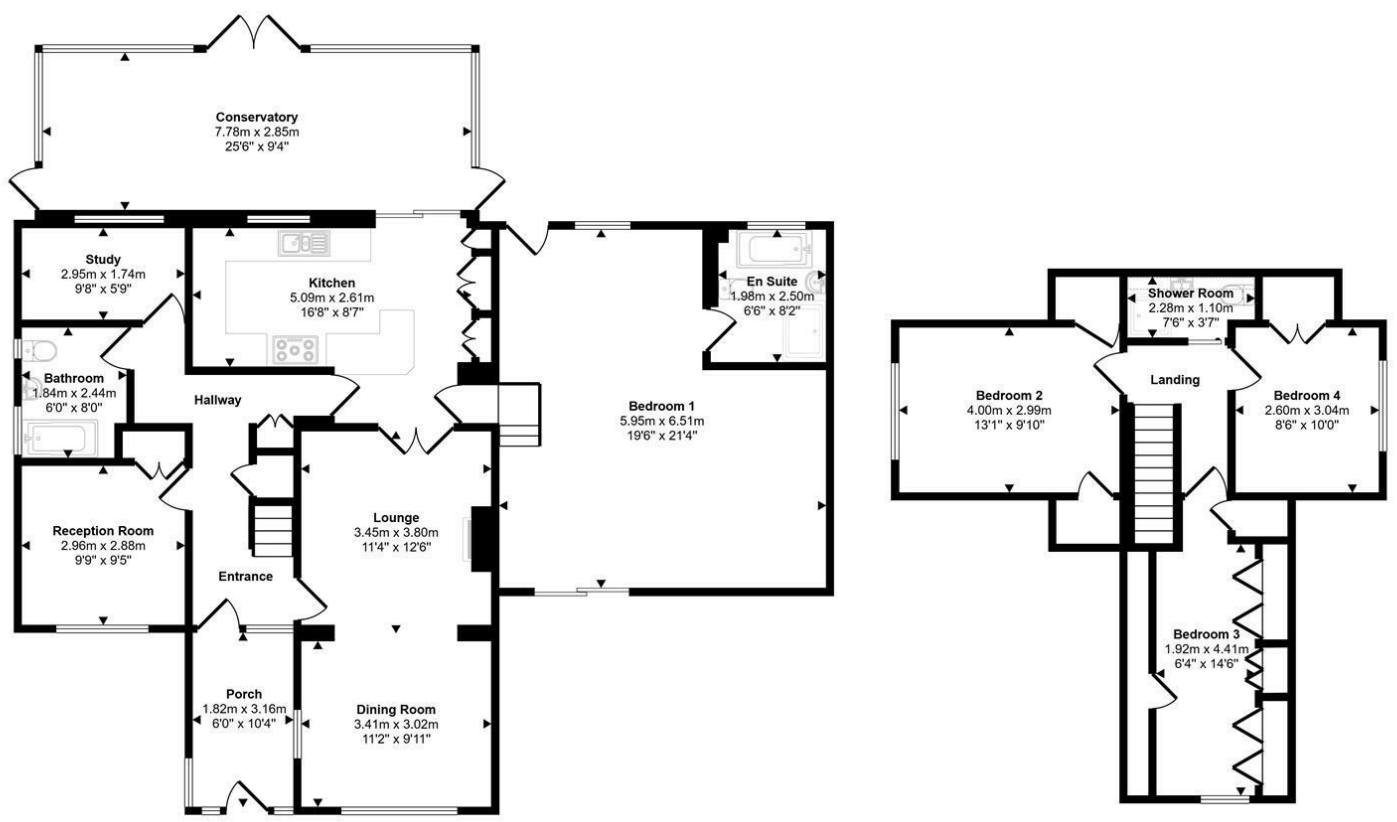 Conservatory
7.78m x 2.85m
25'6" x 9'4"
Study
2.95m x 1.74m
9'8" x 5'9"
Kitchen
5.09m x 2.61m
16'8" x 8'7"
En Suite
1.98m x 2.50m
6'6" x 8'2"
Bathroom
1.84m x 2.44m
6'0" x 8'0"
Hallway
Bedroom 1
5.95m x 6.51m
19'6" x 21'4"
Reception Room
2.96m x 2.88m
9'9" x 9'5"
Lounge
3.45m x 3.80m
11'4" x 12'6"
Entrance
Porch
1.82m x 3.16m
6'0" x 10'4"
Dining Room
3.41m x 3.02m
11'2" x 9'11"
Shower Room
2.28m x 1.10m
7'6" x 3'7"
Landing
Bedroom 2
4.00m x 2.99m
13'1" x 9'10"
Bedroom 4
2.60m x 3.04m
8'6" x 10'0"
Bedroom 3
1.92m x 4.41m
6'4" x 14'6"